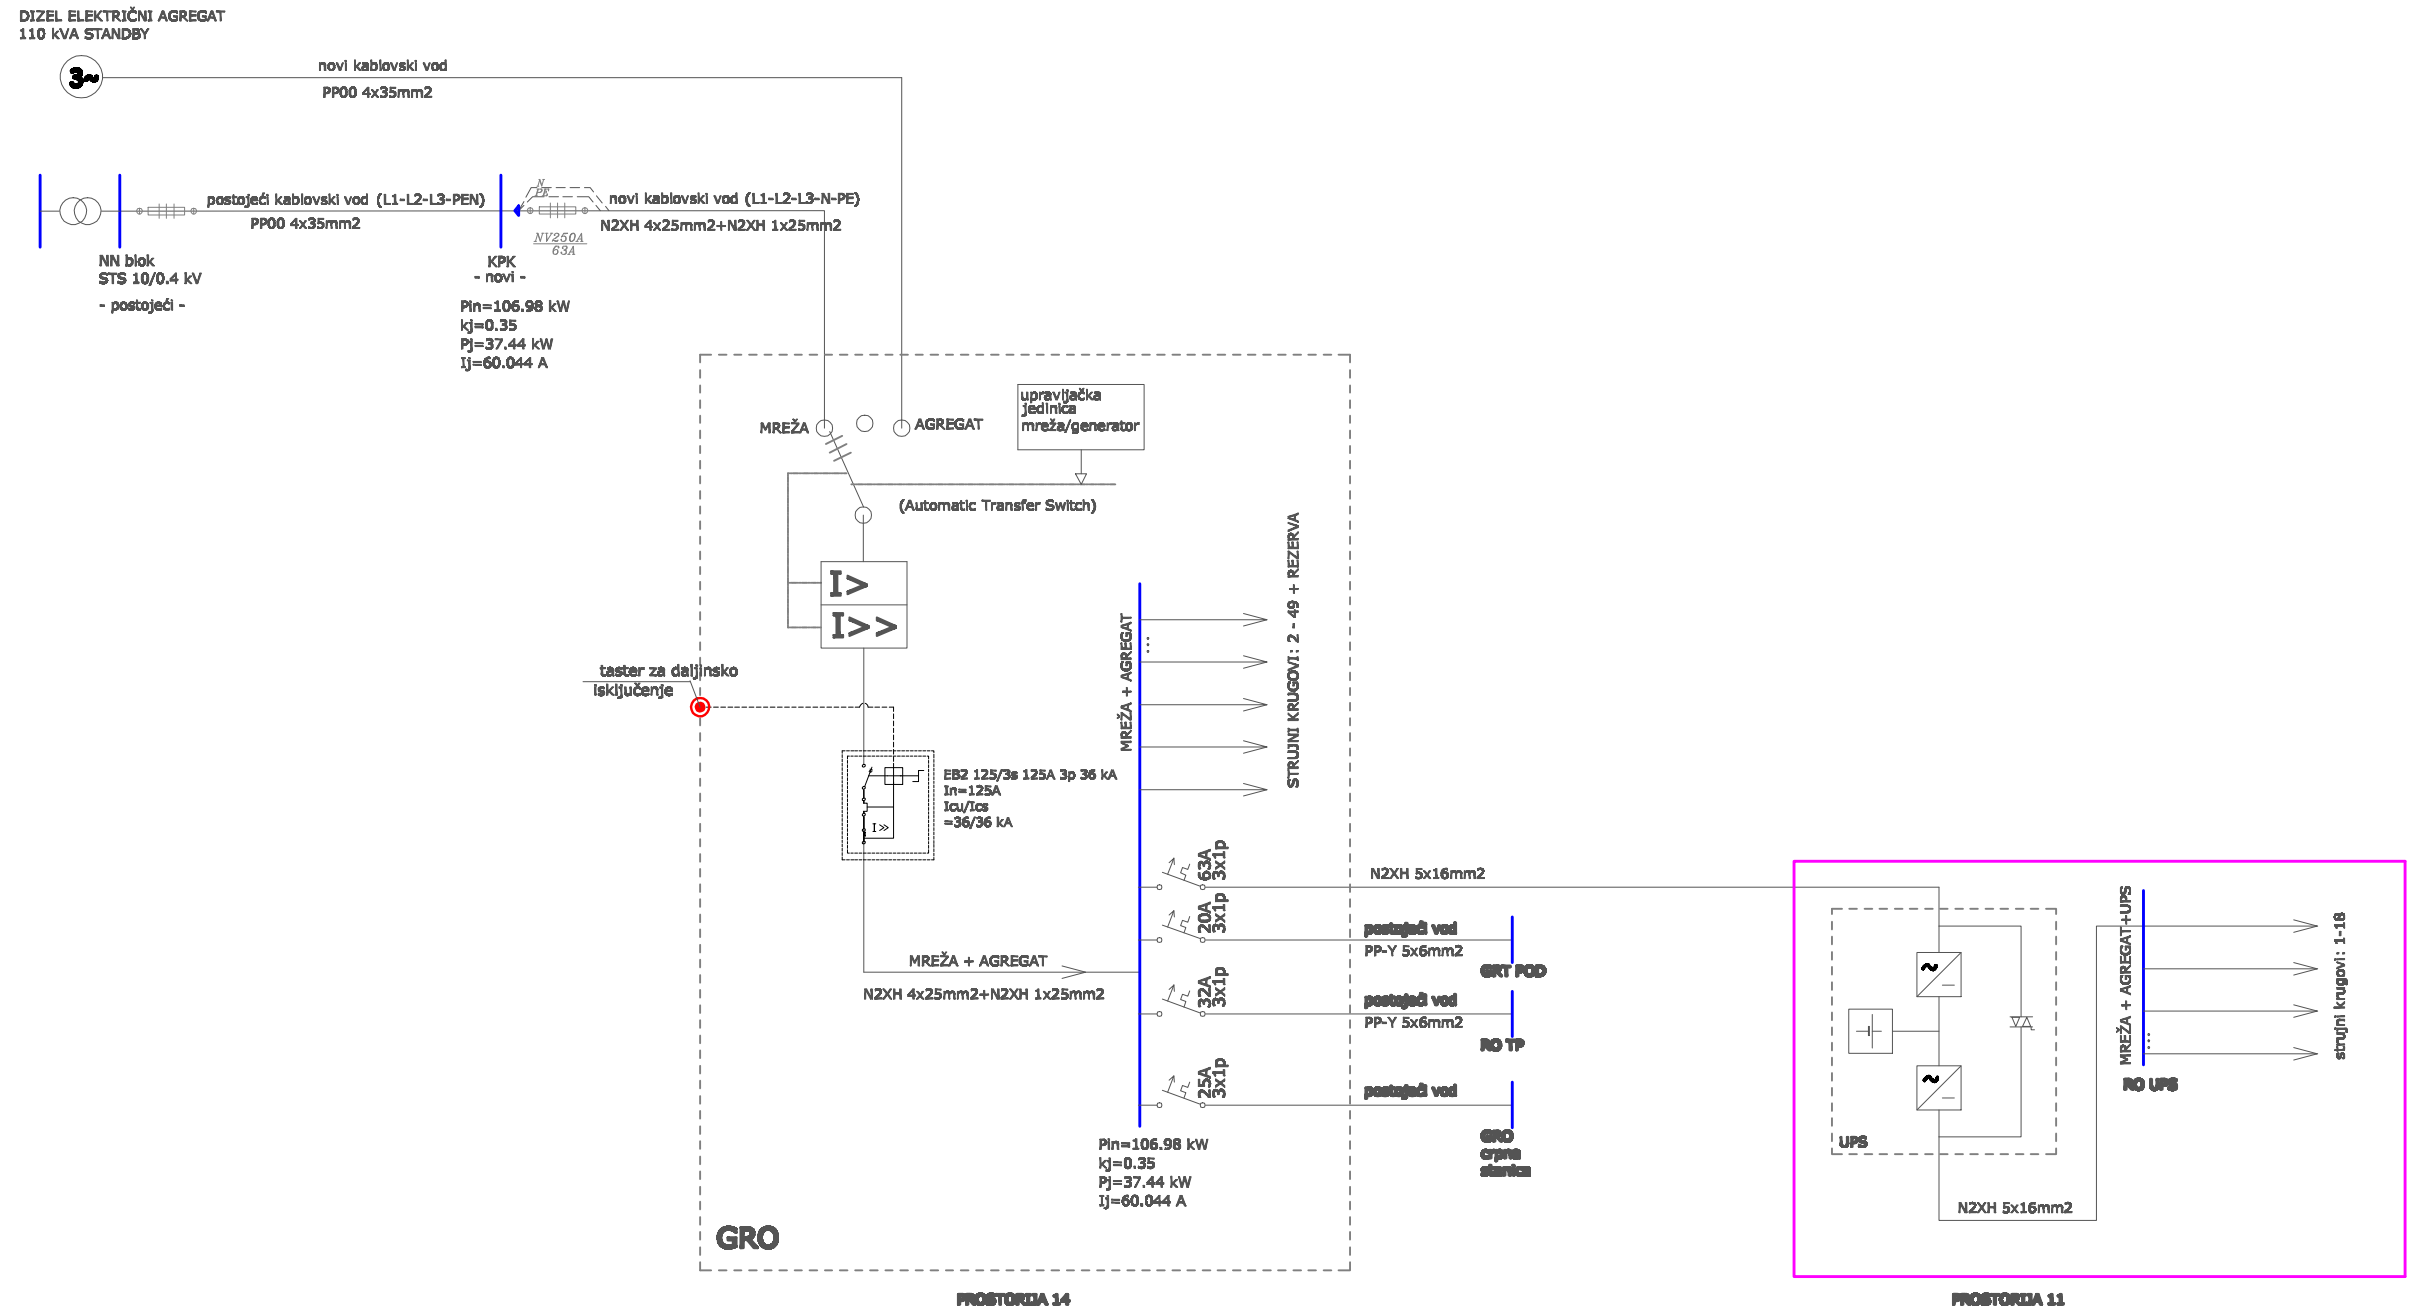 DIZEL ELEKTRIČNI AGREGAT
110 kVA STANDBY
3~
novi kablovski vod
PP00 4x35mm2
postojeći kablovski vod (L1-L2-L3-PEN)
PP00 4x35mm2
N
PE
novi kablovski vod (L1-L2-L3-N-PE)
N2XH 4x25mm2+N2XH 1x25mm2
NV250A
63A
NN blok
STS 10/0.4 kV
- postojeći -
KPK
- novi -
Pin=106.98 kW
kj=0.35
Pj=37.44 kW
Ij=60.044 A
MREŽA
AGREGAT
upravljačka
jedinica
mreža/generator
(Automatic Transfer Switch)
I>
I>>
taster za daljinsko
isključenje
EB2 125/3s 125A 3p 36 kA
In=125A
Icu/Ics
=36/36 kA
I>>
MREŽA + AGREGAT
STRUJNI KRUGOVI: 2 - 49 + REZERVA
MREŽA + AGREGAT
N2XH 4x25mm2+N2XH 1x25mm2
63A
3x1p
N2XH 5x16mm2
20A
3x1p
postojeći vod
PP-Y 5x6mm2
GRT POD
32A
3x1p
postojeći vod
PP-Y 5x6mm2
RO TP
25A
3x1p
postojeći vod
GRO
crpna
stanica
Pin=106.98 kW
kj=0.35
Pj=37.44 kW
Ij=60.044 A
GRO
PROSTORIJA 14
~
~
UPS
N2XH 5x16mm2
MREŽA + AGREGAT+UPS
RO UPS
strujni krugovi: 1-18
PROSTORIJA 11